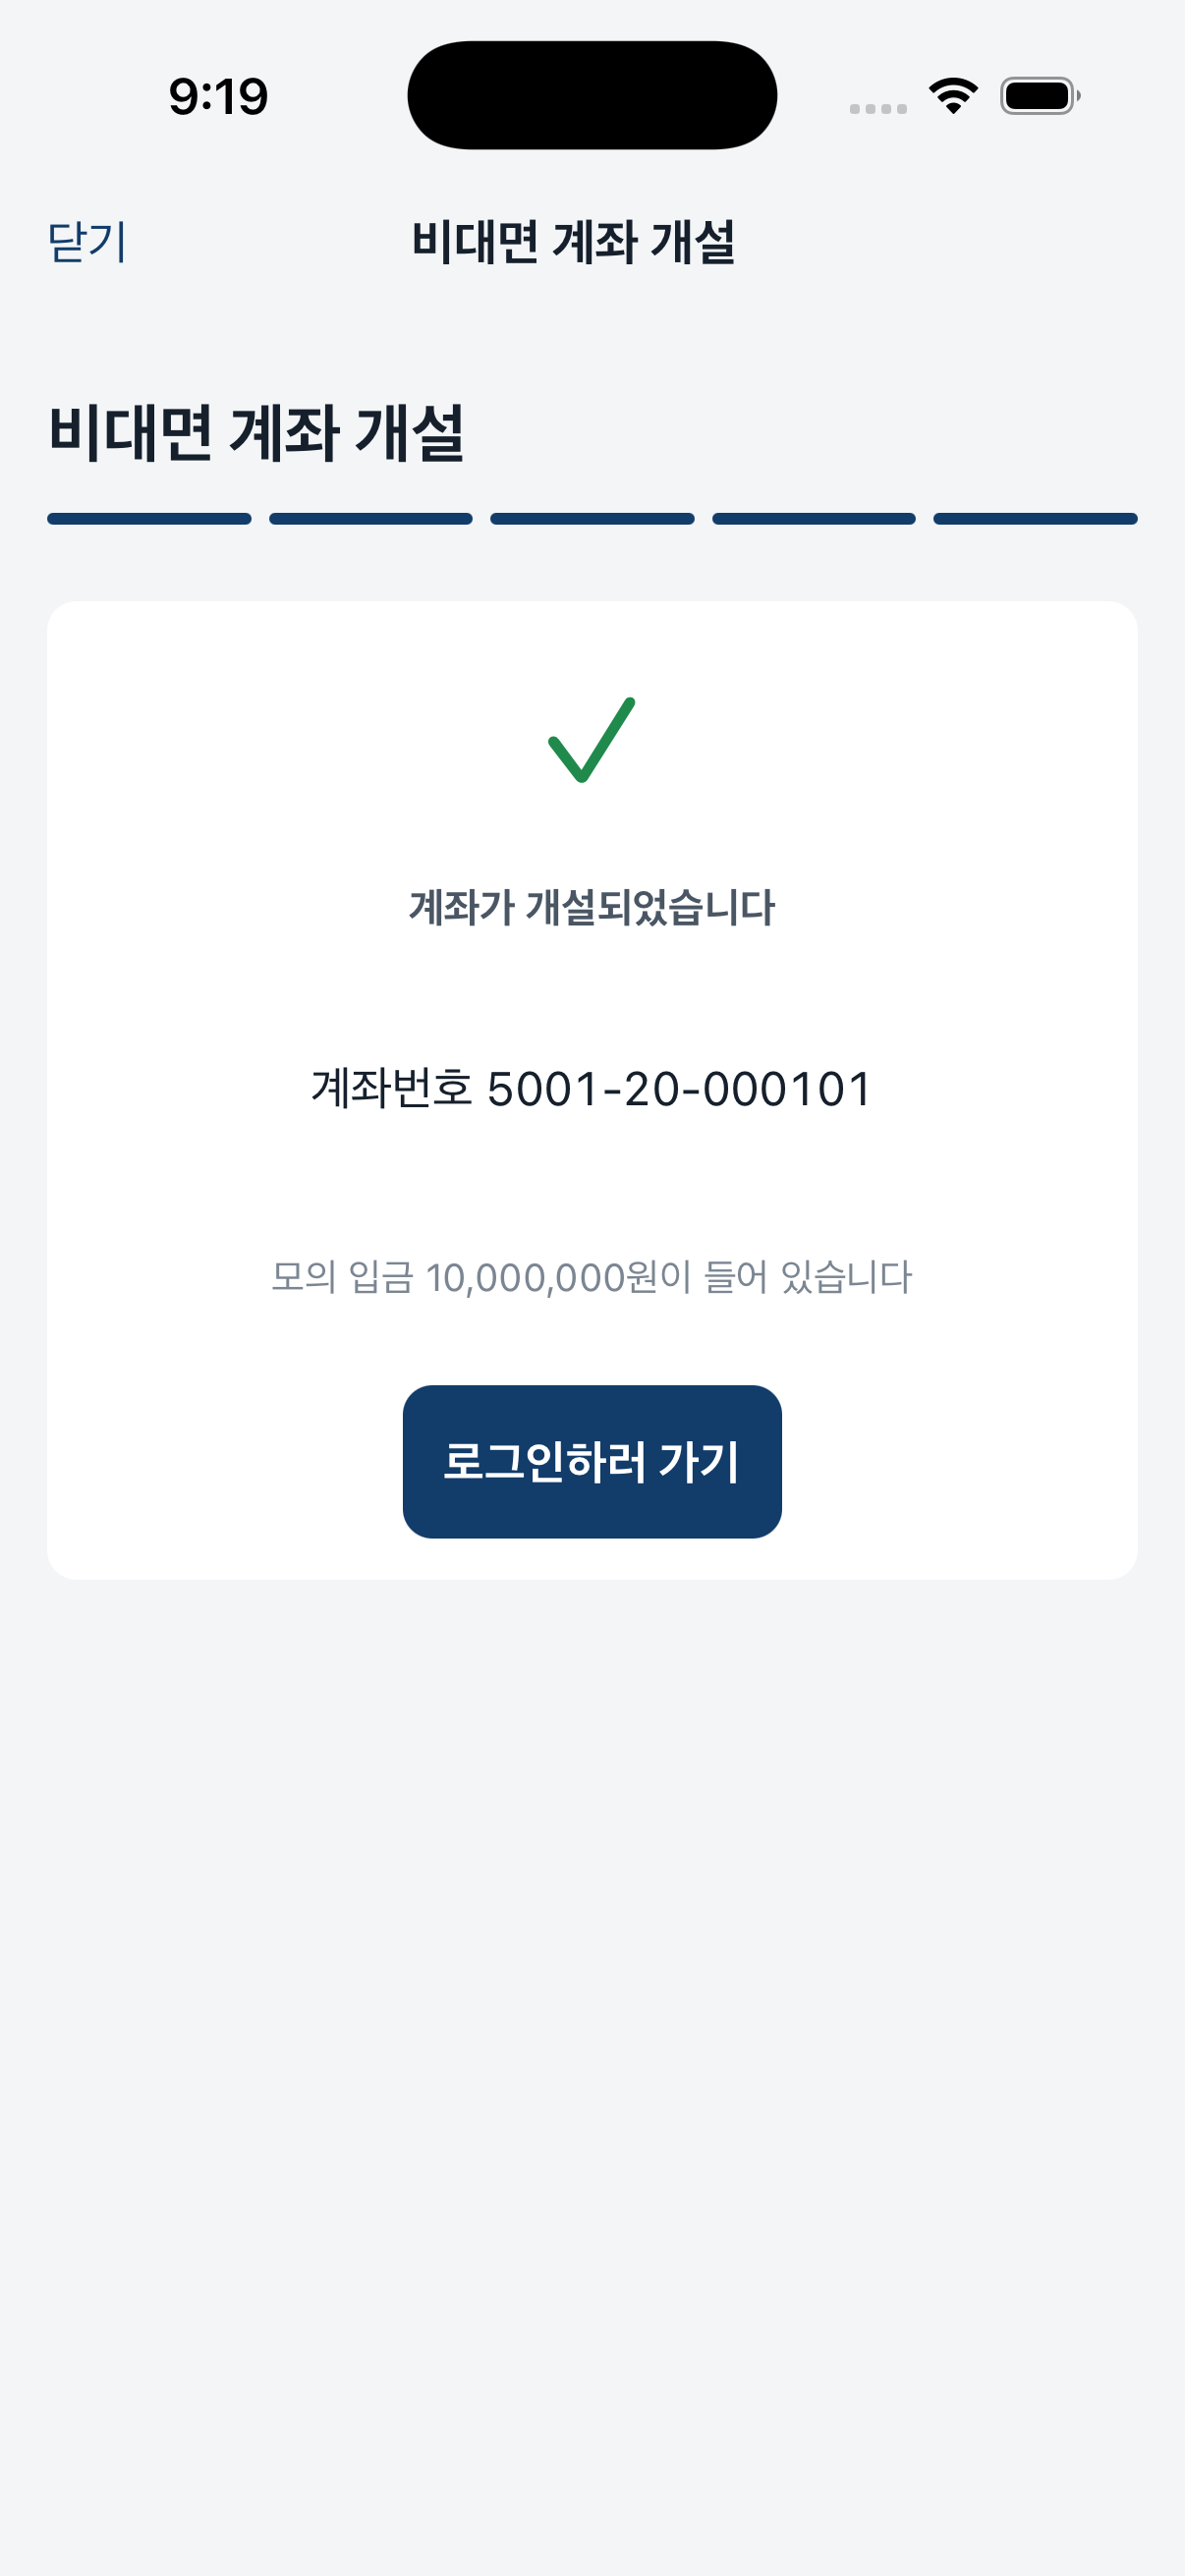 9:19
닫기
비대면 계좌 개설
비대면 계좌 개설
계좌가 개설되었습니다
계좌번호 5001-20-000101
모의 입금 10,000,000원이 들어 있습니다
로그인하러 가기